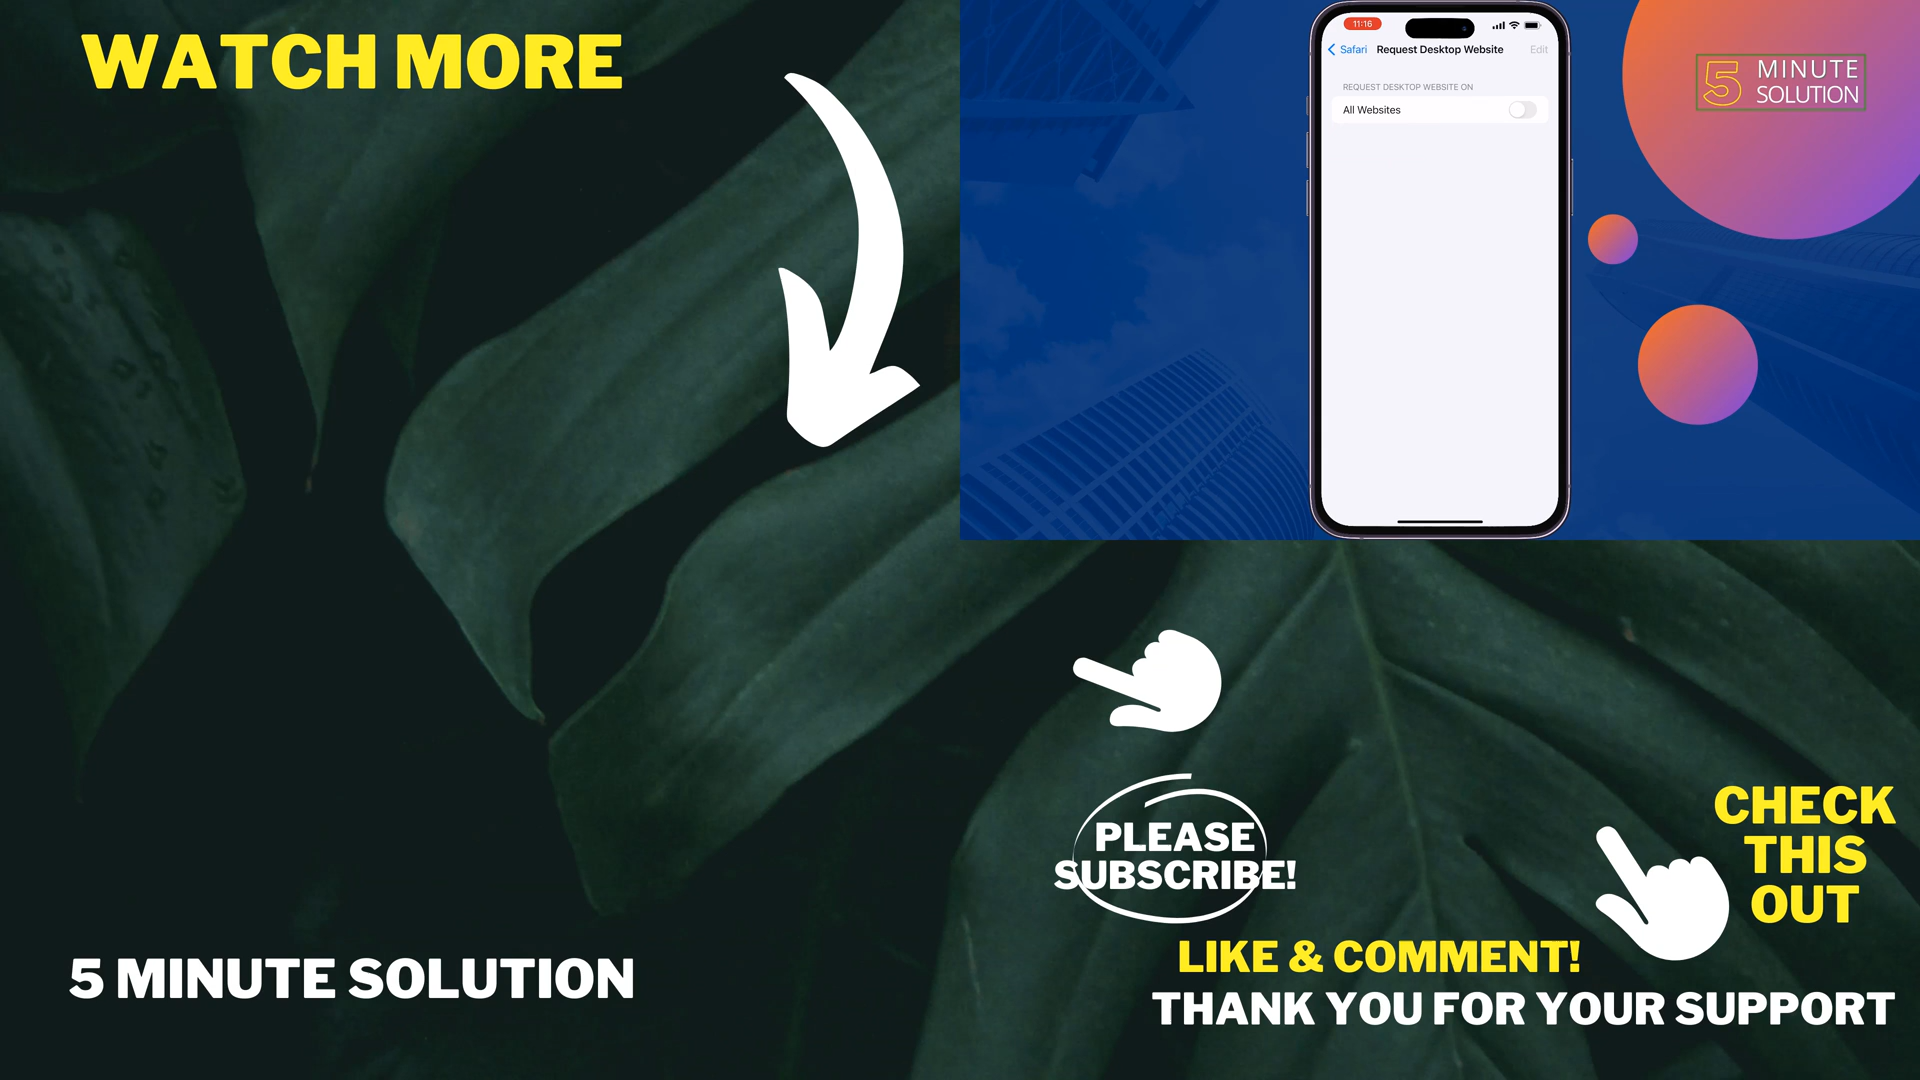 WATCH MORE
11:16
Safari
Request Desktop Website
Edit
REQUEST DESKTOP WEBSITE ON
All Websites
5 MINUTE
SOLUTION
PLEASE
SUBSCRIBE!
CHECK
THIS
OUT
LIKE & COMMENT!
5 MINUTE SOLUTION
THANK YOU FOR YOUR SUPPORT